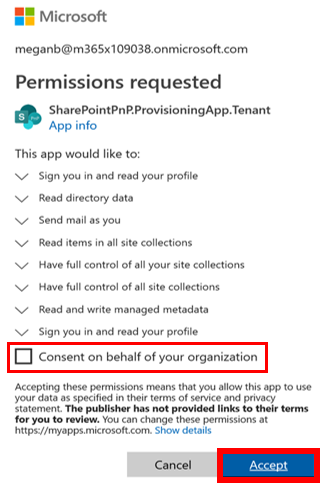 Microsoft
meganb@m365x109038.onmicrosoft.com
Permissions requested
SharePointPnP.ProvisioningApp.Tenant
App info
This app would like to:
Sign you in and read your profile
Read directory data
Send mail as you
Read items in all site collections
Have full control of all your site collections
Have full control of all site collections
Read and write managed metadata
Sign you in and read your profile
Consent on behalf of your organization
Accepting these permissions means that you allow this app to use
your data as specified in their terms of service and privacy
statement. The publisher has not provided links to their terms
for you to review. You can change these permissions at
https://myapps.microsoft.com. Show details
Cancel Accept